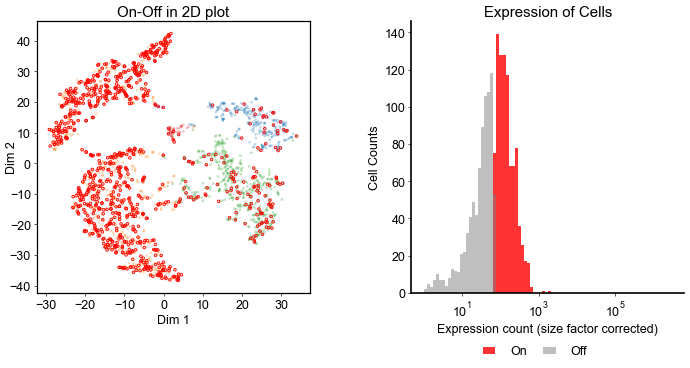 On-Off in 2D plot
Dim 2
40
30
20
10
0
−10
−20
−30
−40
−30 −20 −10 0 10 20 30
Dim 1
Expression of Cells
Cell Counts
140
120
100
80
60
40
20
0
10^1 10^3 10^5
Expression count (size factor corrected)
On Off